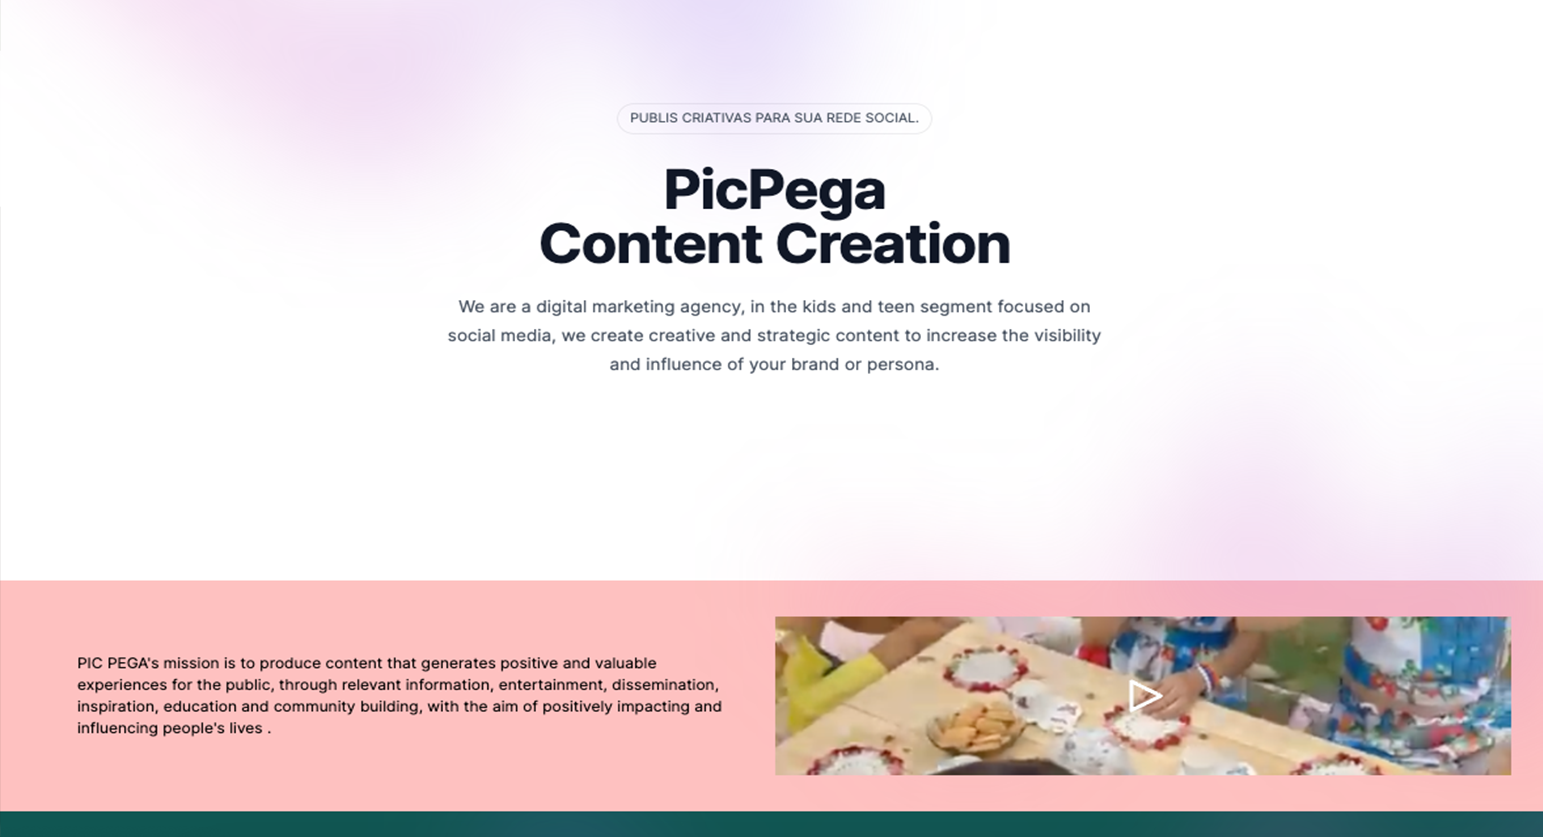 PUBLIS CRIATIVAS PARA SUA REDE SOCIAL.
PicPega
Content Creation
We are a digital marketing agency, in the kids and teen segment focused on
social media, we create creative and strategic content to increase the visibility
and influence of your brand or persona.
PIC PEGA's mission is to produce content that generates positive and valuable
experiences for the public, through relevant information, entertainment, dissemination,
inspiration, education and community building, with the aim of positively impacting and
influencing people's lives .